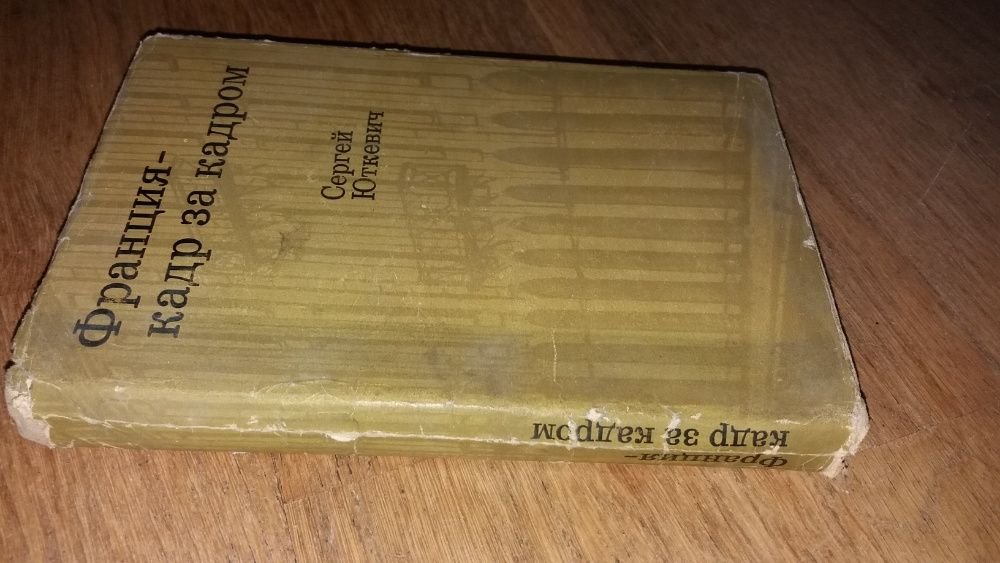 Франция-
кадр за кадром
Сергей
Юткевич
Франция-
кадр за кадром